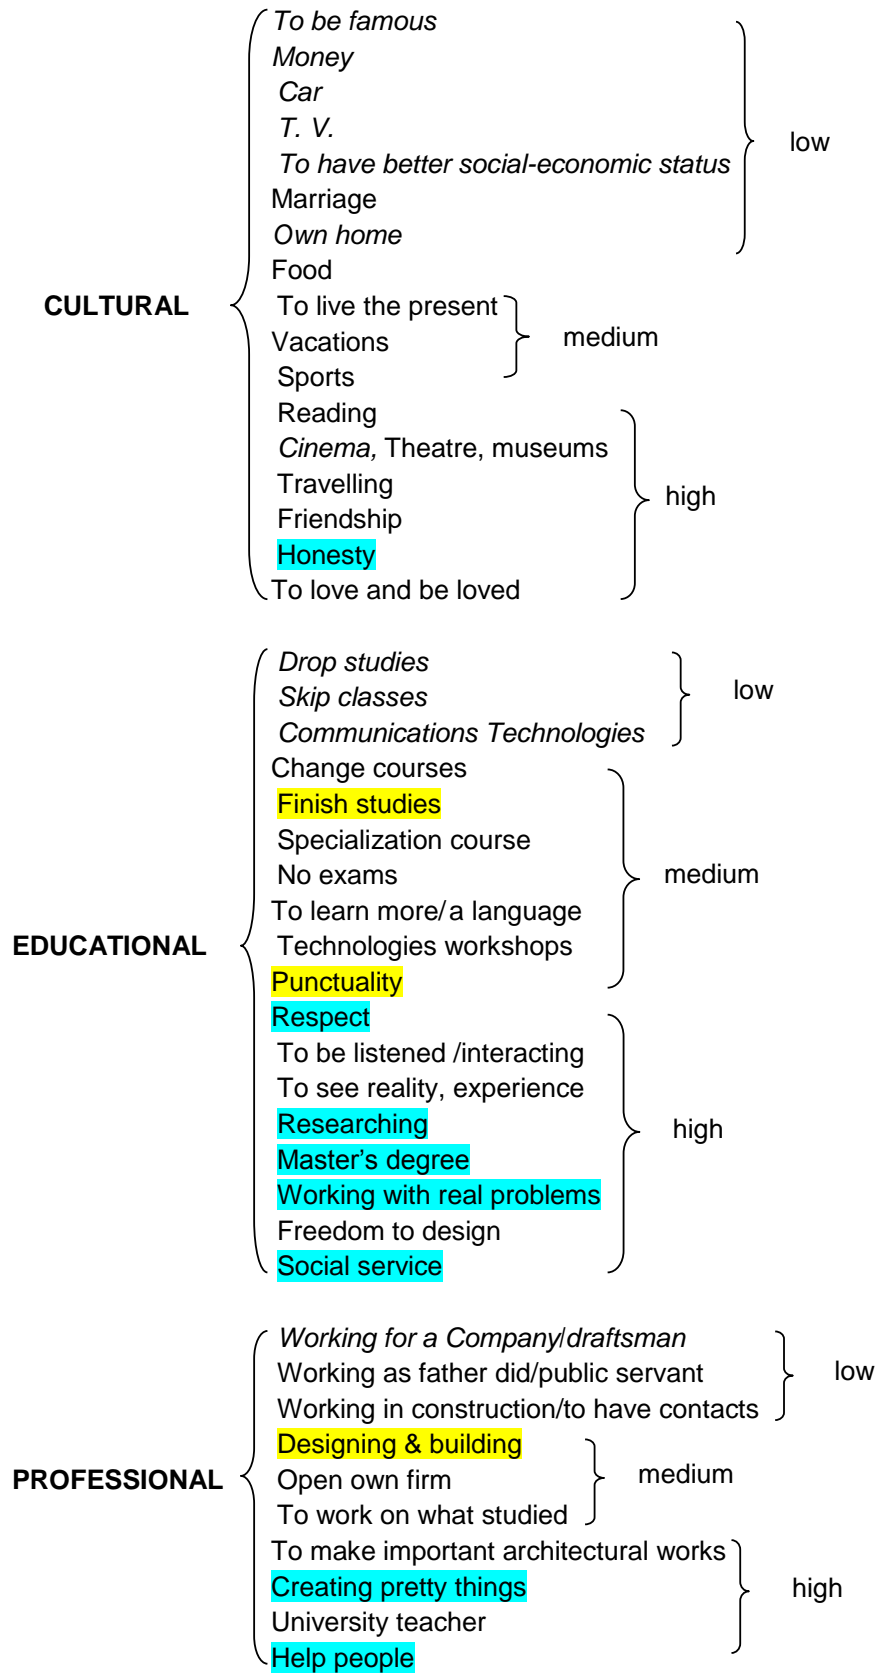 To be famous
Money
Car
T. V.
To have better social-economic status
low
Marriage
Own home
Food
CULTURAL
To live the present
Vacations
medium
Sports
Reading
Cinema, Theatre, museums
Travelling
high
Friendship
Honesty
To love and be loved
Drop studies
Skip classes
low
Communications Technologies
Change courses
Finish studies
Specialization course
No exams
medium
To learn more/a language
EDUCATIONAL
Technologies workshops
Punctuality
Respect
To be listened /interacting
To see reality, experience
Researching
high
Master's degree
Working with real problems
Freedom to design
Social service
Working for a Company/draftsman
Working as father did/public servant
low
Working in construction/to have contacts
Designing & building
PROFESSIONAL
Open own firm
medium
To work on what studied
To make important architectural works
Creating pretty things
high
University teacher
Help people